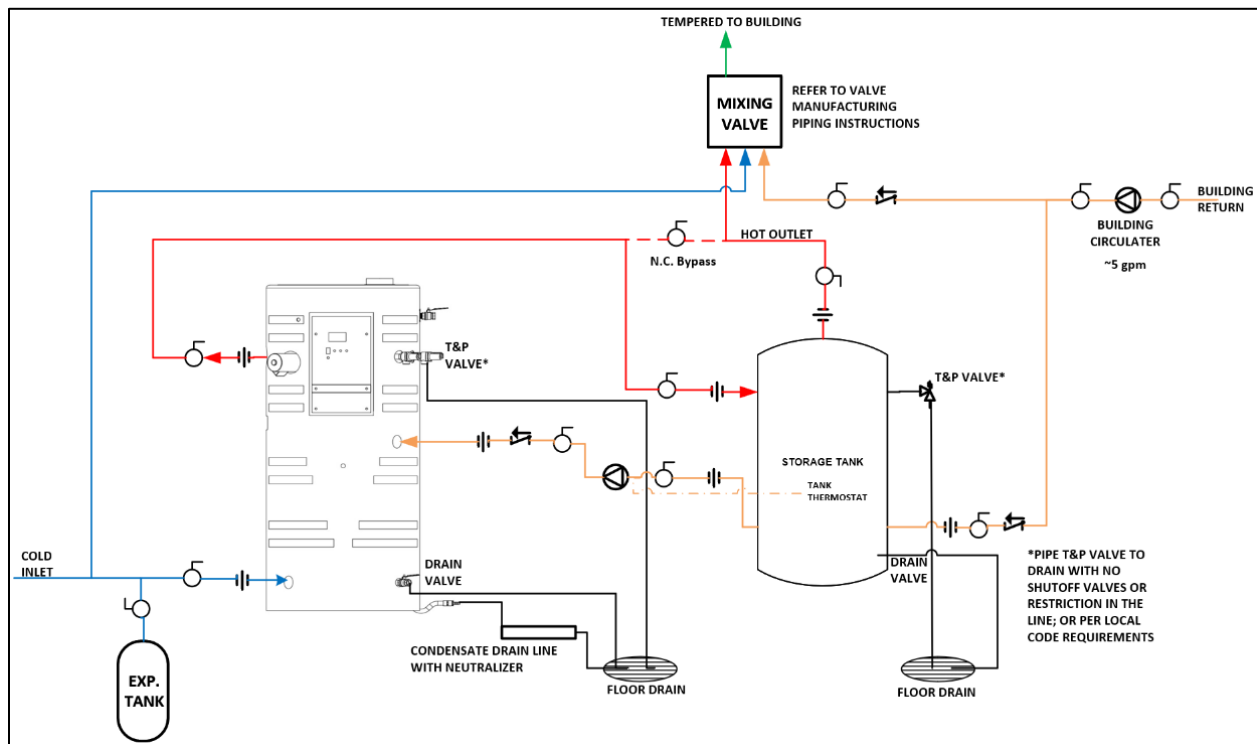 TEMPERED TO BUILDING
MIXING
VALVE
REFER TO VALVE
MANUFACTURING
PIPING INSTRUCTIONS
BUILDING
RETURN
BUILDING
CIRCULATER
~5 gpm
HOT OUTLET
N.C. Bypass
T&P
VALVE*
T&P VALVE*
STORAGE TANK
TANK
THERMOSTAT
COLD
INLET
DRAIN
VALVE
DRAIN
VALVE
*PIPE T&P VALVE TO
DRAIN WITH NO
SHUTOFF VALVES OR
RESTRICTION IN THE
LINE; OR PER LOCAL
CODE REQUIREMENTS
CONDENSATE DRAIN LINE
WITH NEUTRALIZER
EXP.
TANK
FLOOR DRAIN
FLOOR DRAIN